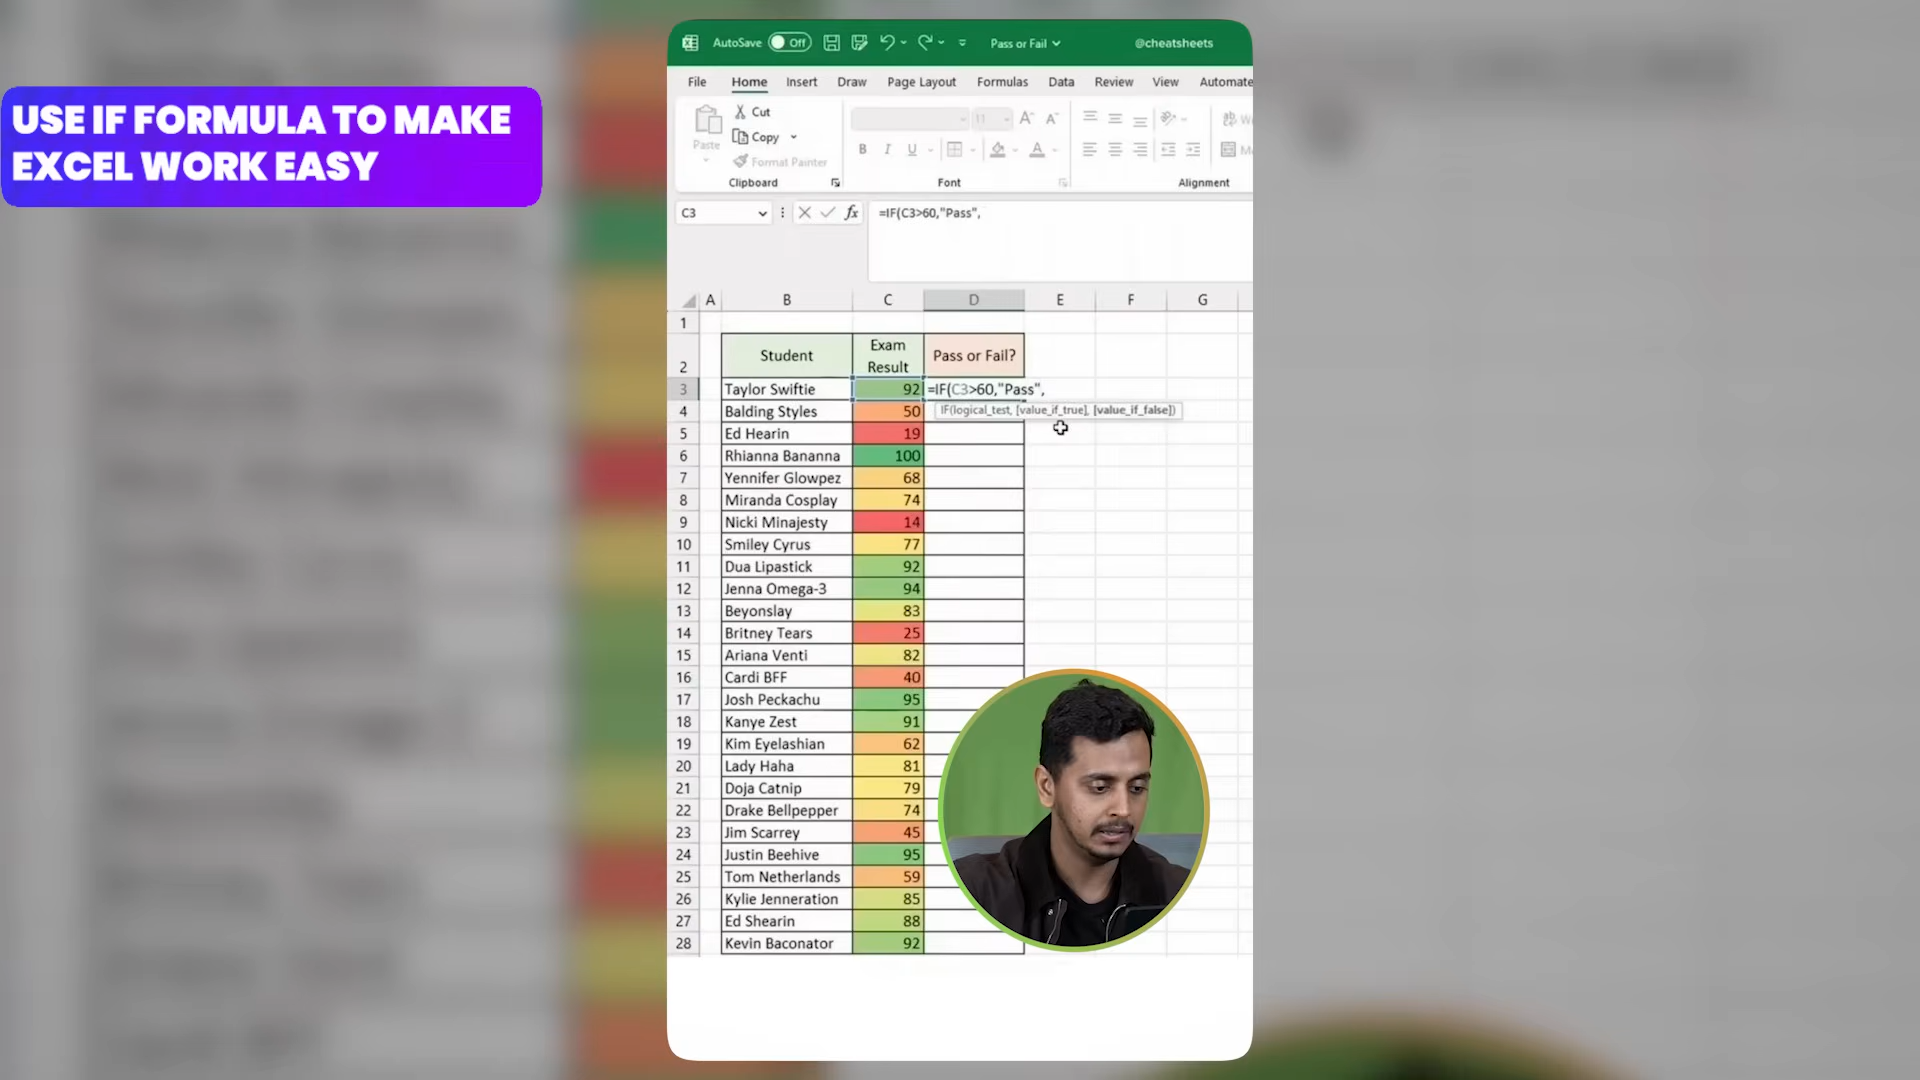 USE IF FORMULA TO MAKE
EXCEL WORK EASY
AutoSave Off Pass or Fail @cheatsheets
File Home Insert Draw Page Layout Formulas Data Review View Automate
Paste
Cut
Copy
Format Painter
11
B I U
Clipboard Font Alignment
C3 fx =IF(C3>60,"Pass",
A B C D E F G
1
2 Student Exam Result Pass or Fail?
3 Taylor Swiftie 92 =IF(C3>60,"Pass",
IF(logical_test, [value_if_true], [value_if_false])
4 Balding Styles 50
5 Ed Hearin 19
6 Rhianna Bananna 100
7 Yennifer Glowpez 68
8 Miranda Cosplay 74
9 Nicki Minajesty 14
10 Smiley Cyrus 77
11 Dua Lipastick 92
12 Jenna Omega-3 94
13 Beyonslay 83
14 Britney Tears 25
15 Ariana Venti 82
16 Cardi BFF 40
17 Josh Peckachu 95
18 Kanye Zest 91
19 Kim Eyelashian 62
20 Lady Haha 81
21 Doja Catnip 79
22 Drake Bellpepper 74
23 Jim Scarrey 45
24 Justin Beehive 95
25 Tom Netherlands 59
26 Kylie Jenneration 85
27 Ed Shearin 88
28 Kevin Baconator 92